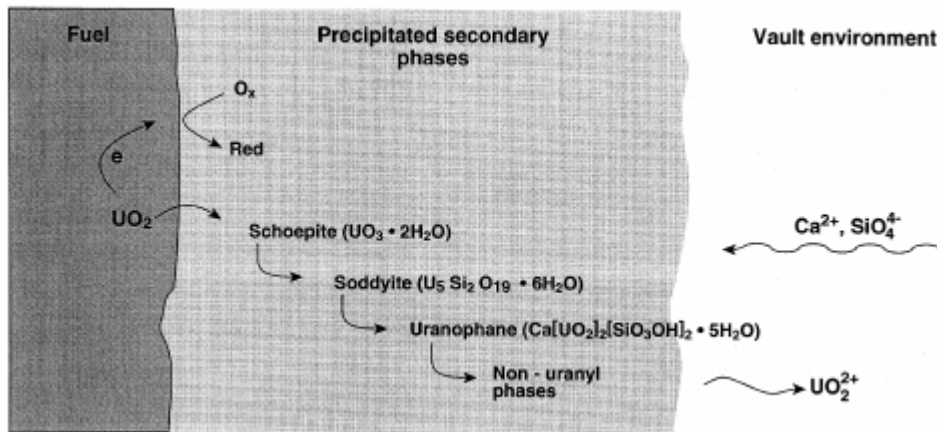 Fuel
Precipitated secondary
phases
Vault environment
Oₓ
Red
e
UO₂
Schoepite (UO₃ • 2H₂O)
Ca²⁺, SiO₄⁴⁻
Soddyite (U₅ Si₂ O₁₉ • 6H₂O)
Uranophane (Ca[UO₂]₂[SiO₃OH]₂ • 5H₂O)
Non - uranyl
phases
UO₂²⁺